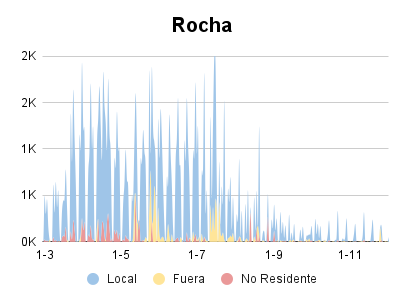 Rocha
2K
2K
1K
1K
0K
1-3 1-5 1-7 1-9 1-11
Local Fuera No Residente